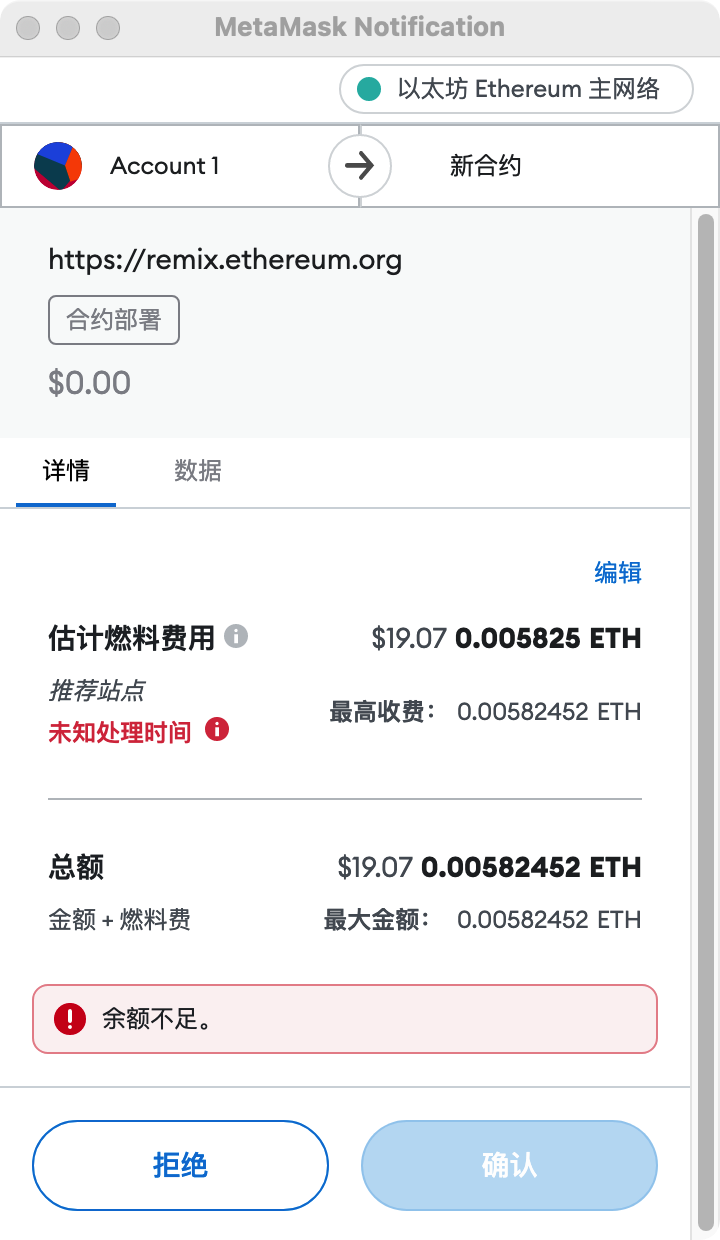 MetaMask Notification
以太坊 Ethereum 主网络
Account 1 新合约
https://remix.ethereum.org
合约部署
$0.00
详情 数据
编辑
估计燃料费用 $19.07 0.005825 ETH
推荐站点
最高收费： 0.00582452 ETH
未知处理时间
总额 $19.07 0.00582452 ETH
金额 + 燃料费 最大金额： 0.00582452 ETH
余额不足。
拒绝 确认